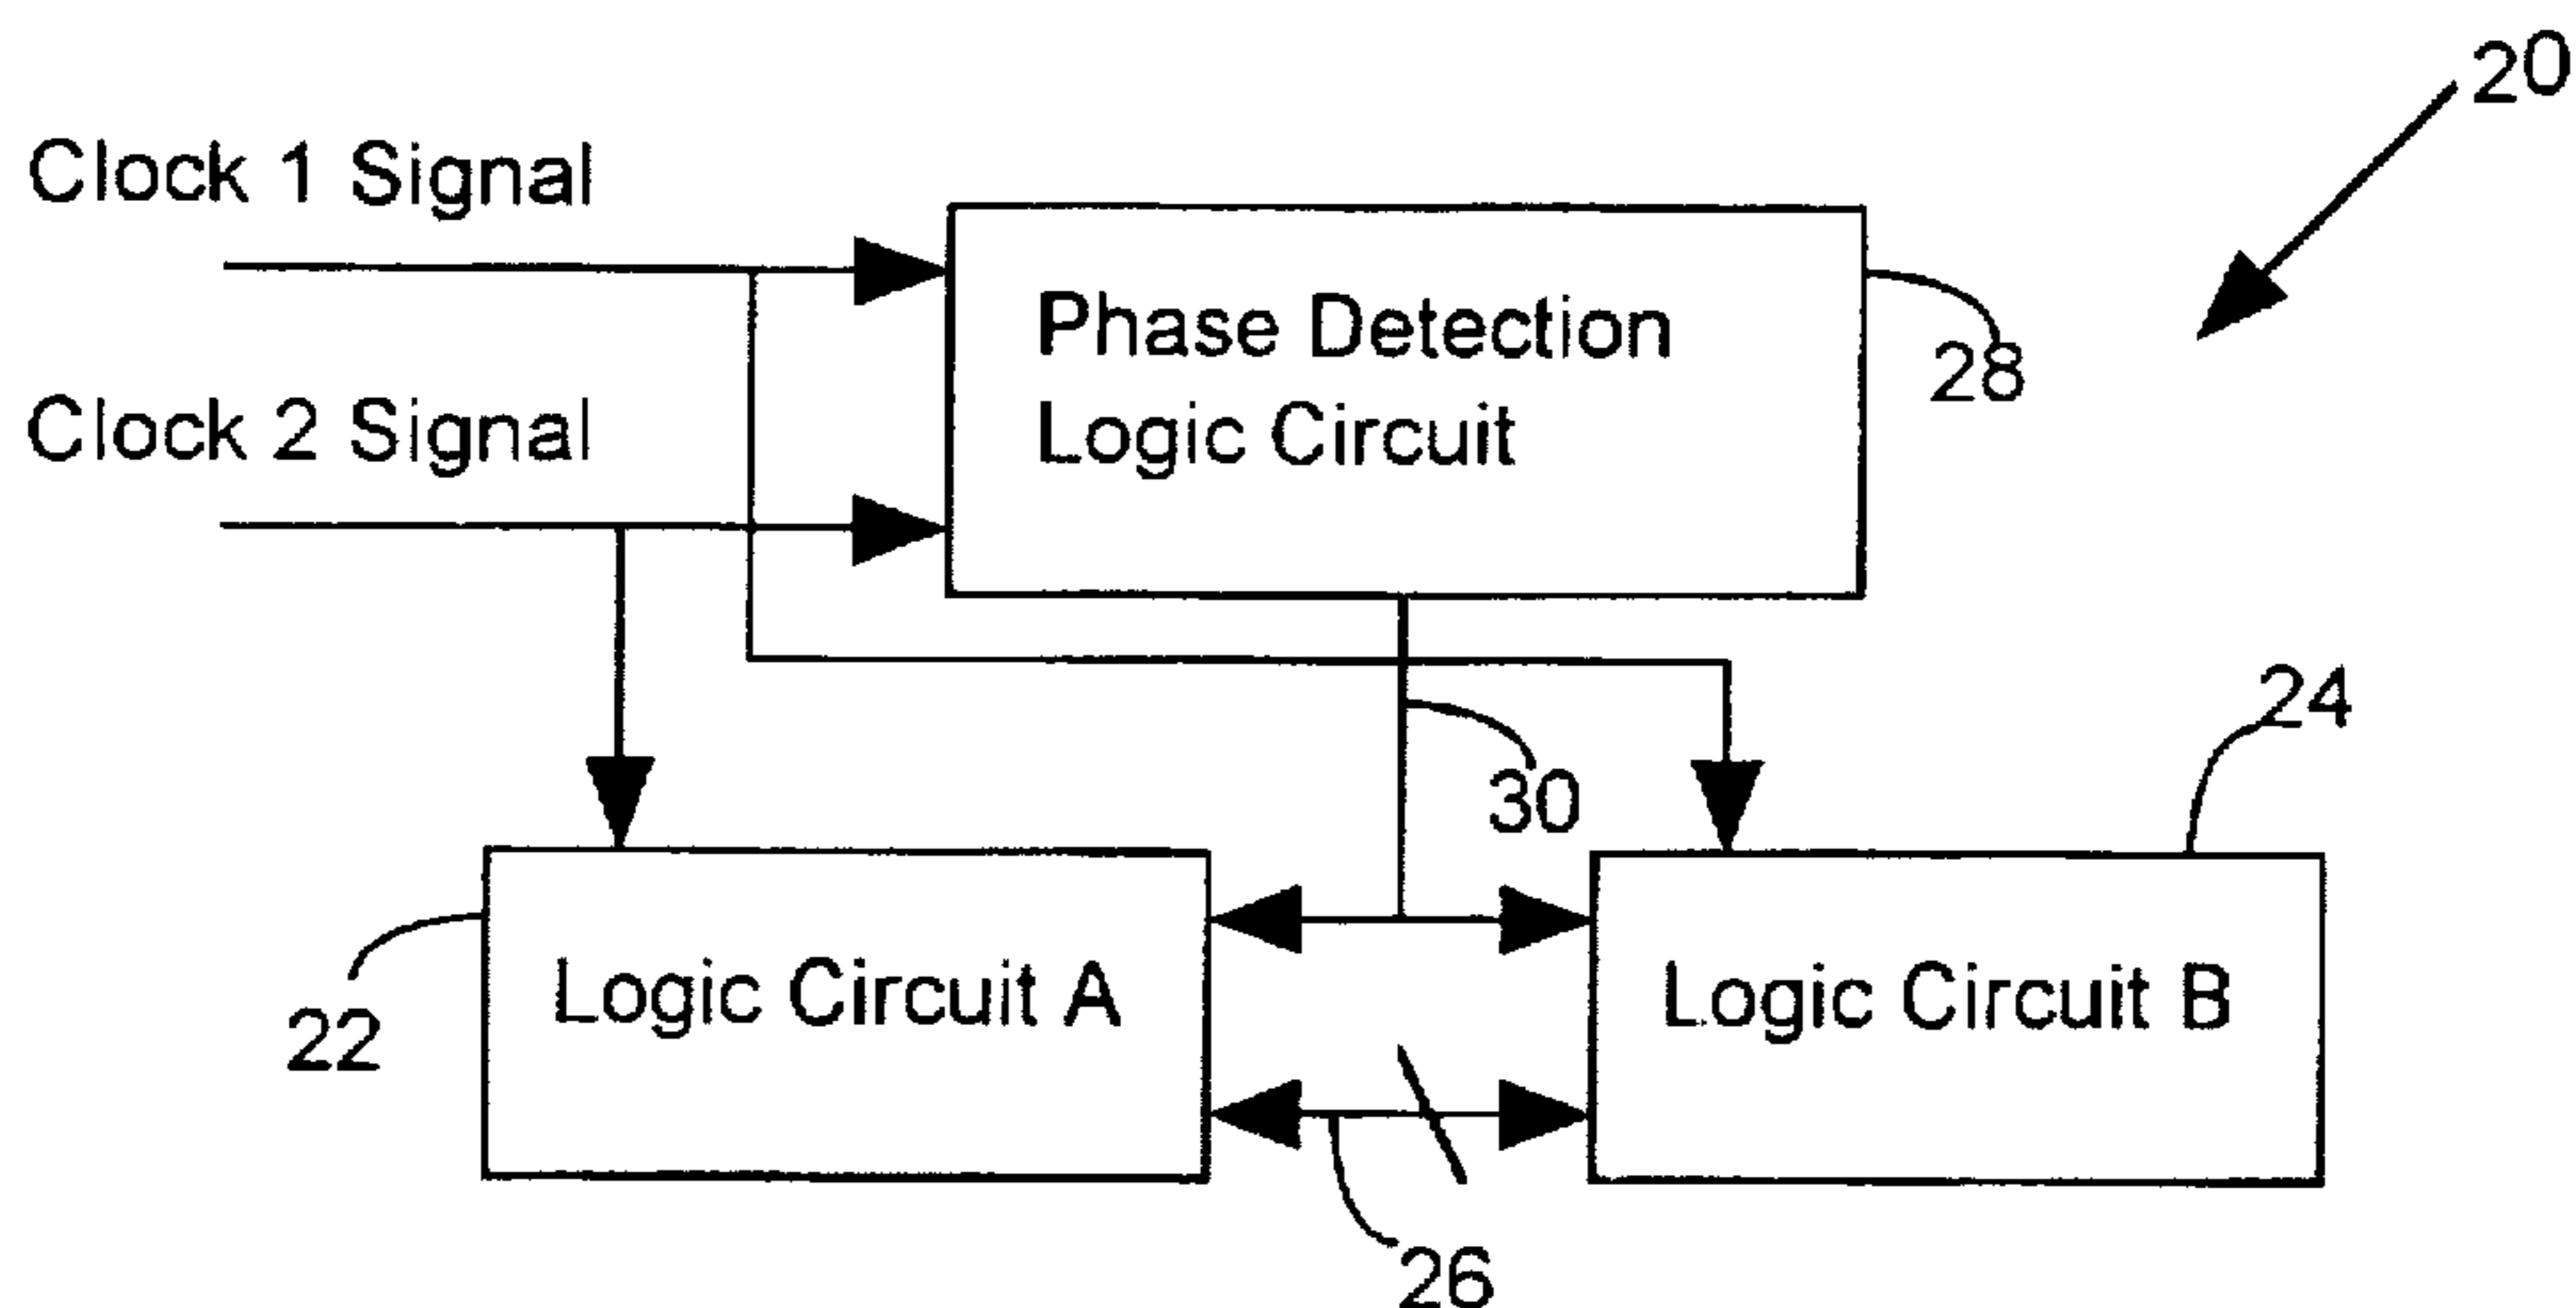 20
Clock 1 Signal
Phase Detection
Logic Circuit
28
Clock 2 Signal
24
30
Logic Circuit A
Logic Circuit B
22
26